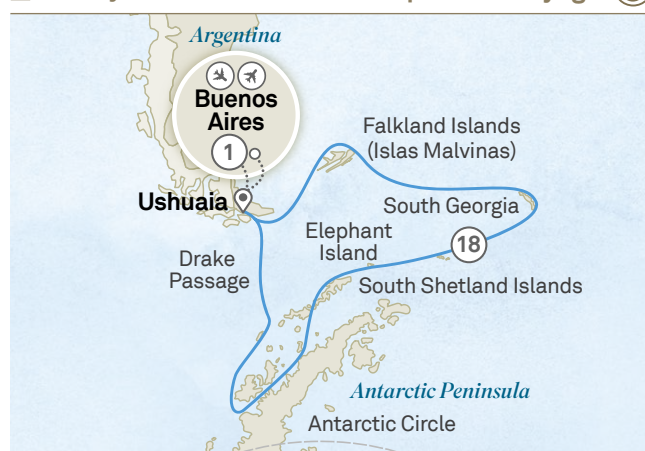 Argentina
Buenos
Aires
1
Falkland Islands
(Islas Malvinas)
Ushuaia
South Georgia
Elephant
Island
18
Drake
Passage
South Shetland Islands
Antarctic Peninsula
Antarctic Circle